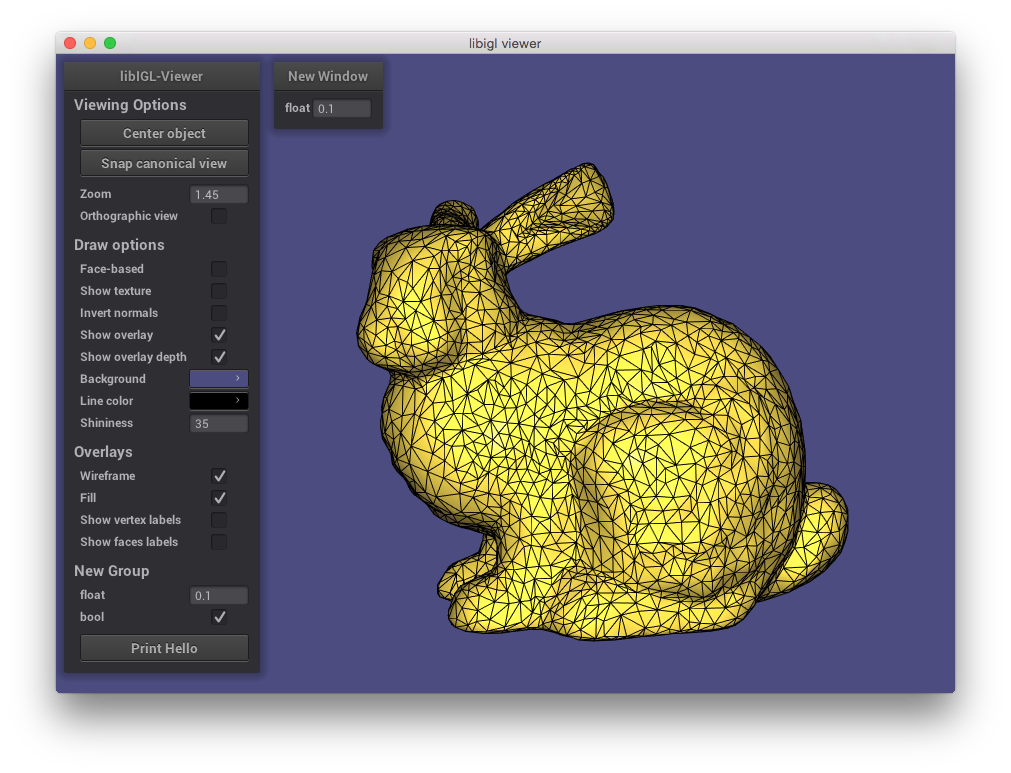 libigl viewer
libIGL-Viewer
Viewing Options
Center object
Snap canonical view
Zoom 1.45
Orthographic view
Draw options
Face-based
Show texture
Invert normals
Show overlay
Show overlay depth
Background
Line color
Shininess 35
Overlays
Wireframe
Fill
Show vertex labels
Show faces labels
New Group
float 0.1
bool
Print Hello
New Window
float 0.1